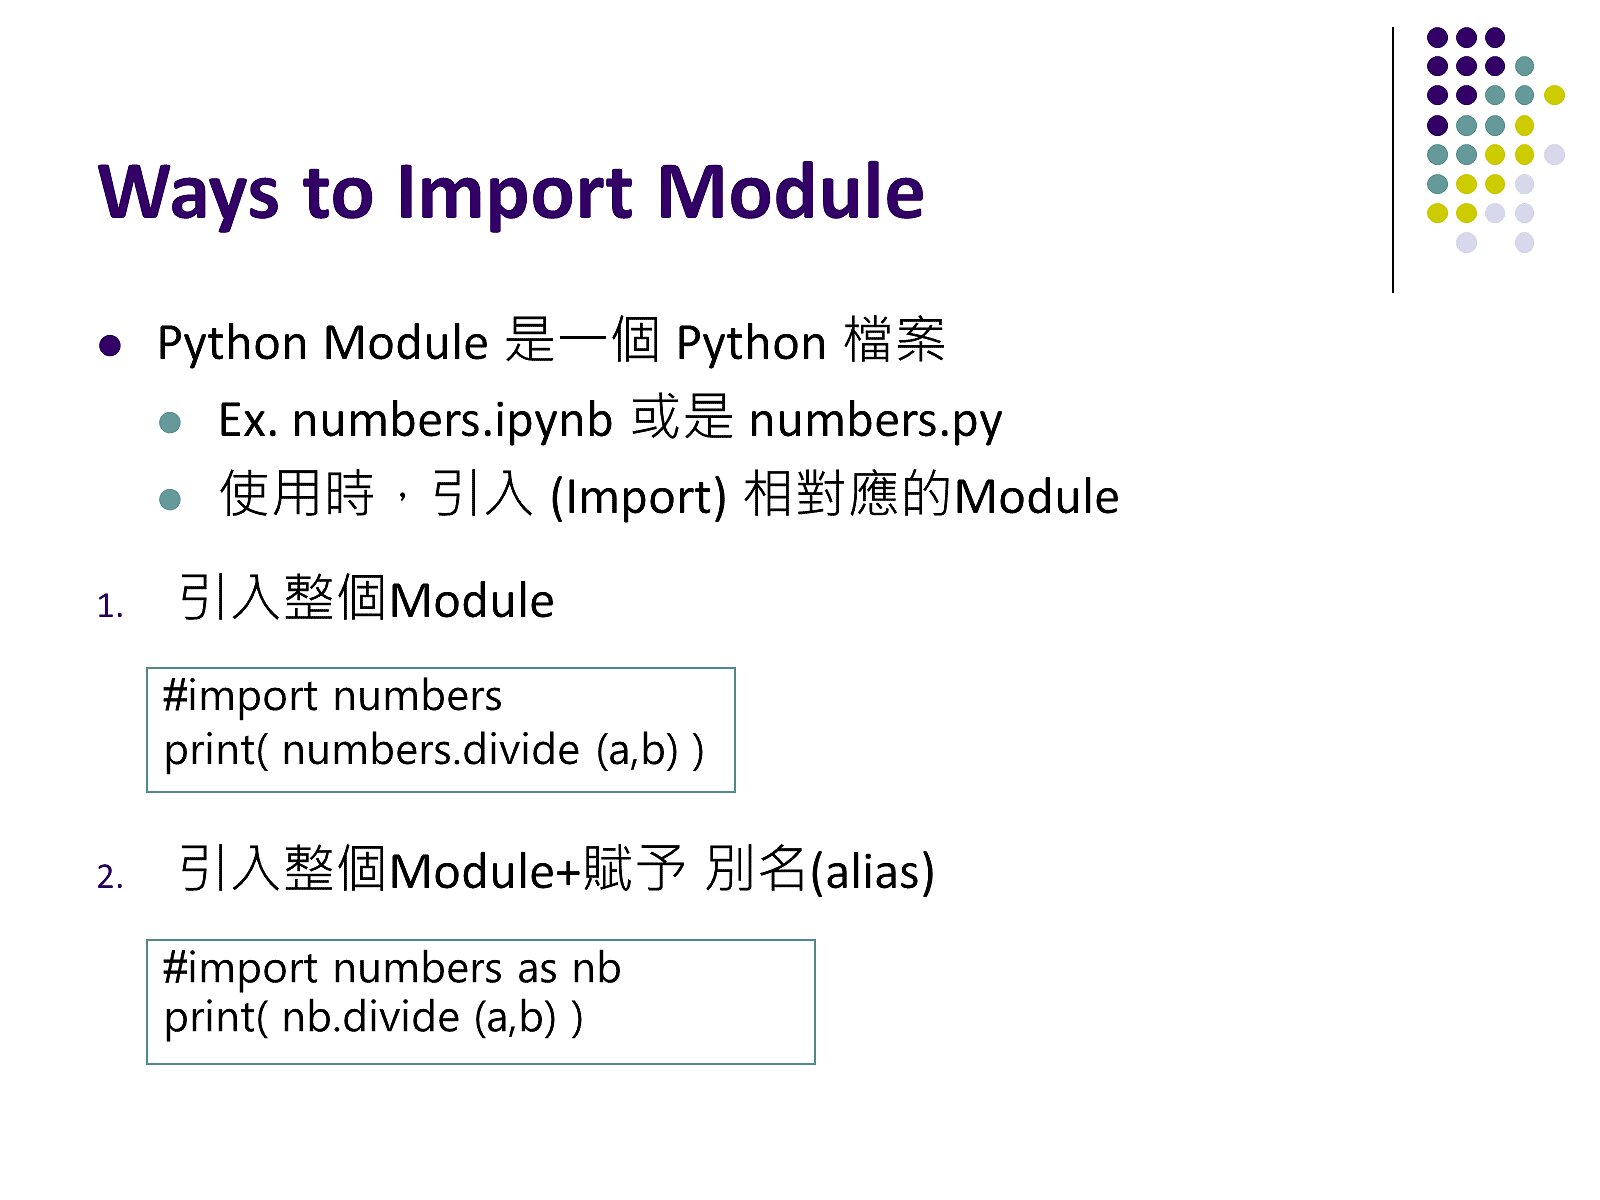 Ways to Import Module
Python Module 是一個 Python 檔案
Ex. numbers.ipynb 或是 numbers.py
使用時，引入 (Import) 相對應的Module
1. 引入整個Module
#import numbers
print( numbers.divide (a,b) )
2. 引入整個Module+賦予 別名(alias)
#import numbers as nb
print( nb.divide (a,b) )